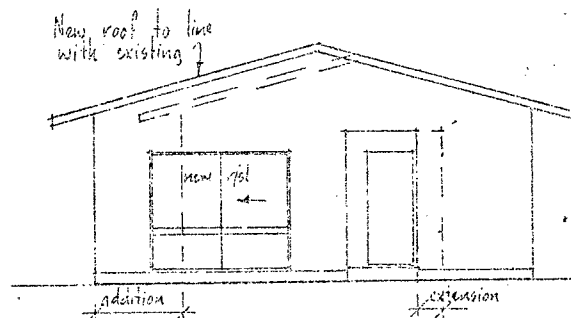 New roof to line
with existing
new
addition
extension